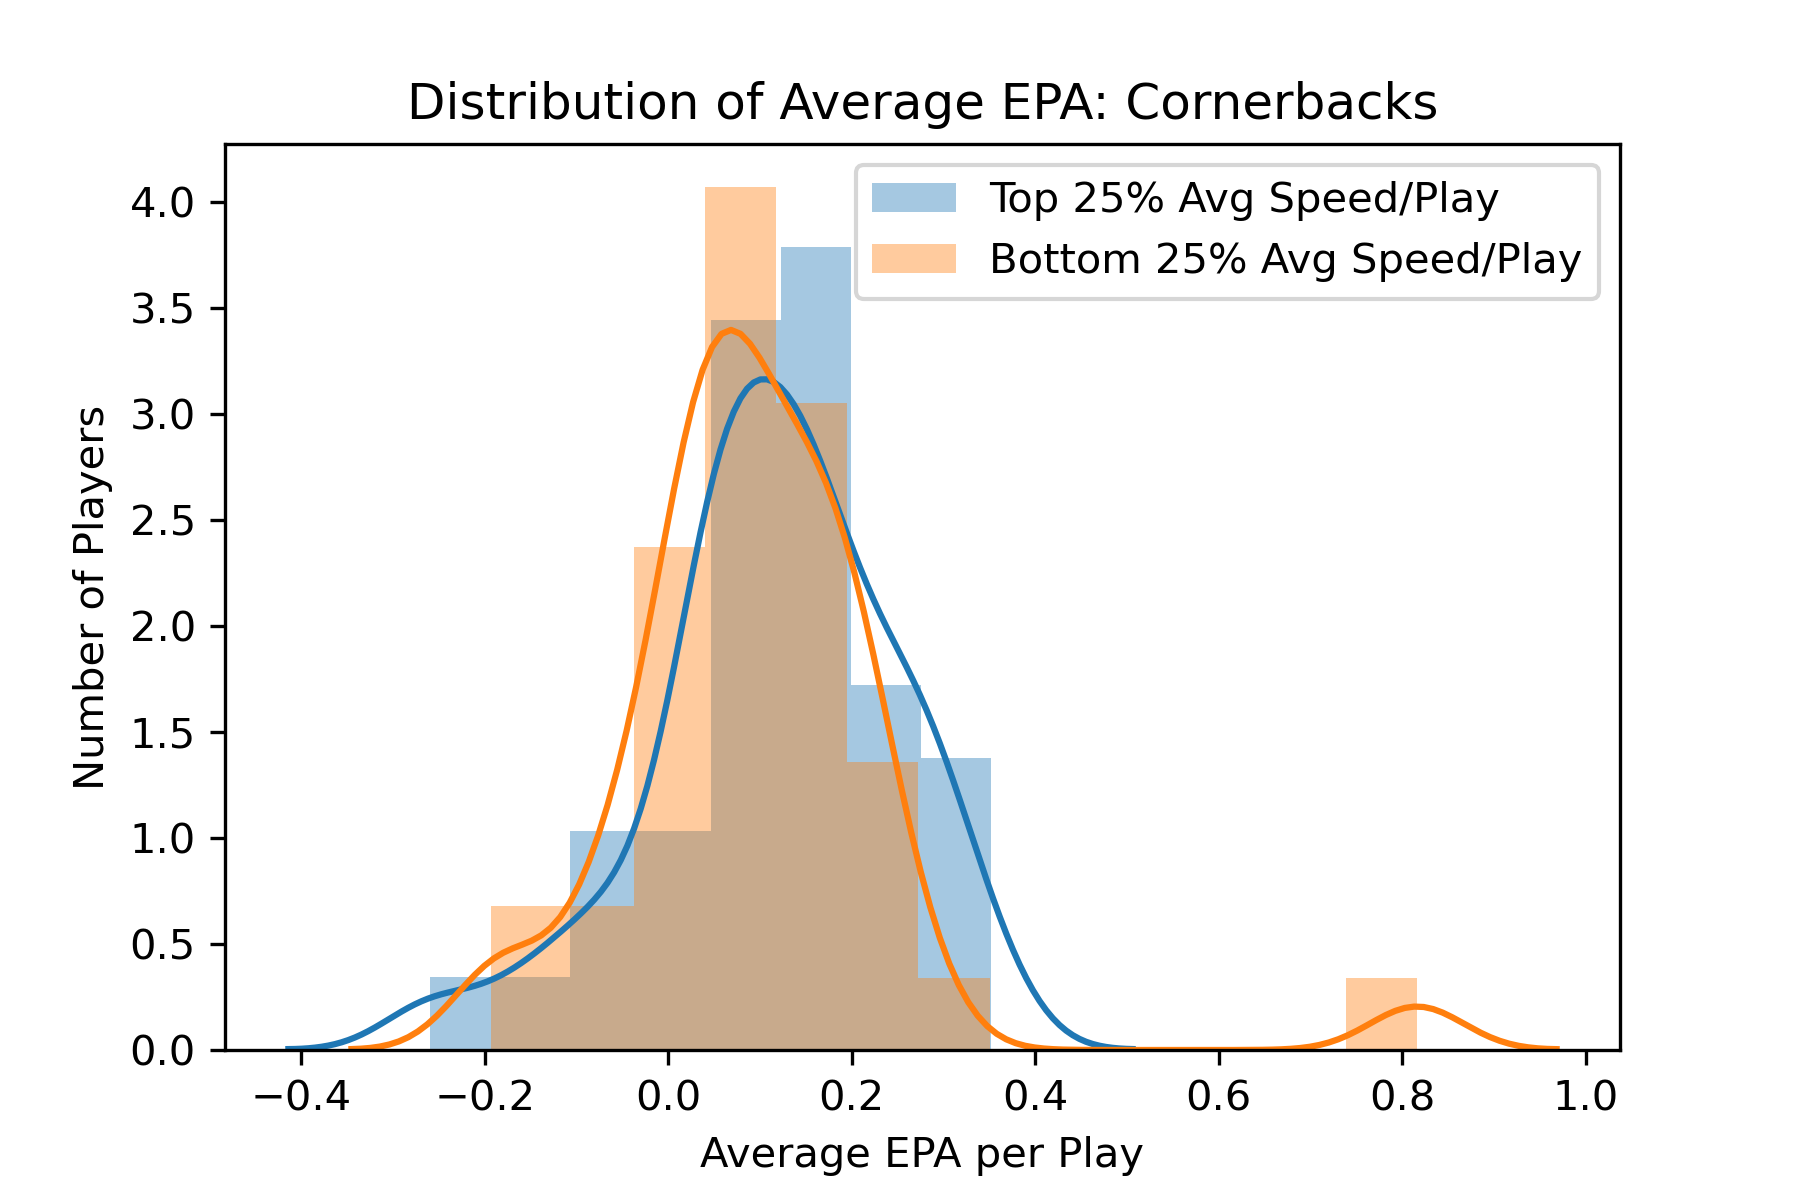 Distribution of Average EPA: Cornerbacks
Top 25% Avg Speed/Play
Bottom 25% Avg Speed/Play
Number of Players
4.0
3.5
3.0
2.5
2.0
1.5
1.0
0.5
0.0
−0.4 −0.2 0.0 0.2 0.4 0.6 0.8 1.0
Average EPA per Play